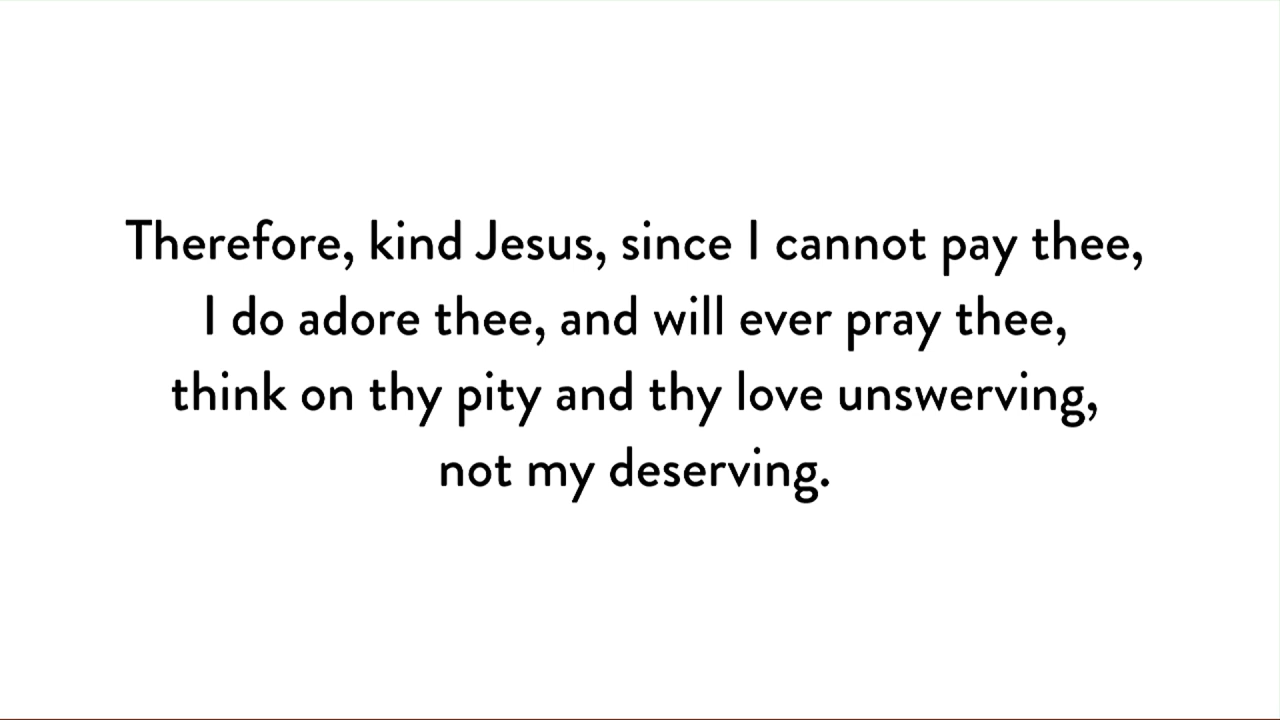 Therefore, kind Jesus, since I cannot pay thee,
I do adore thee, and will ever pray thee,
think on thy pity and thy love unswerving,
not my deserving.